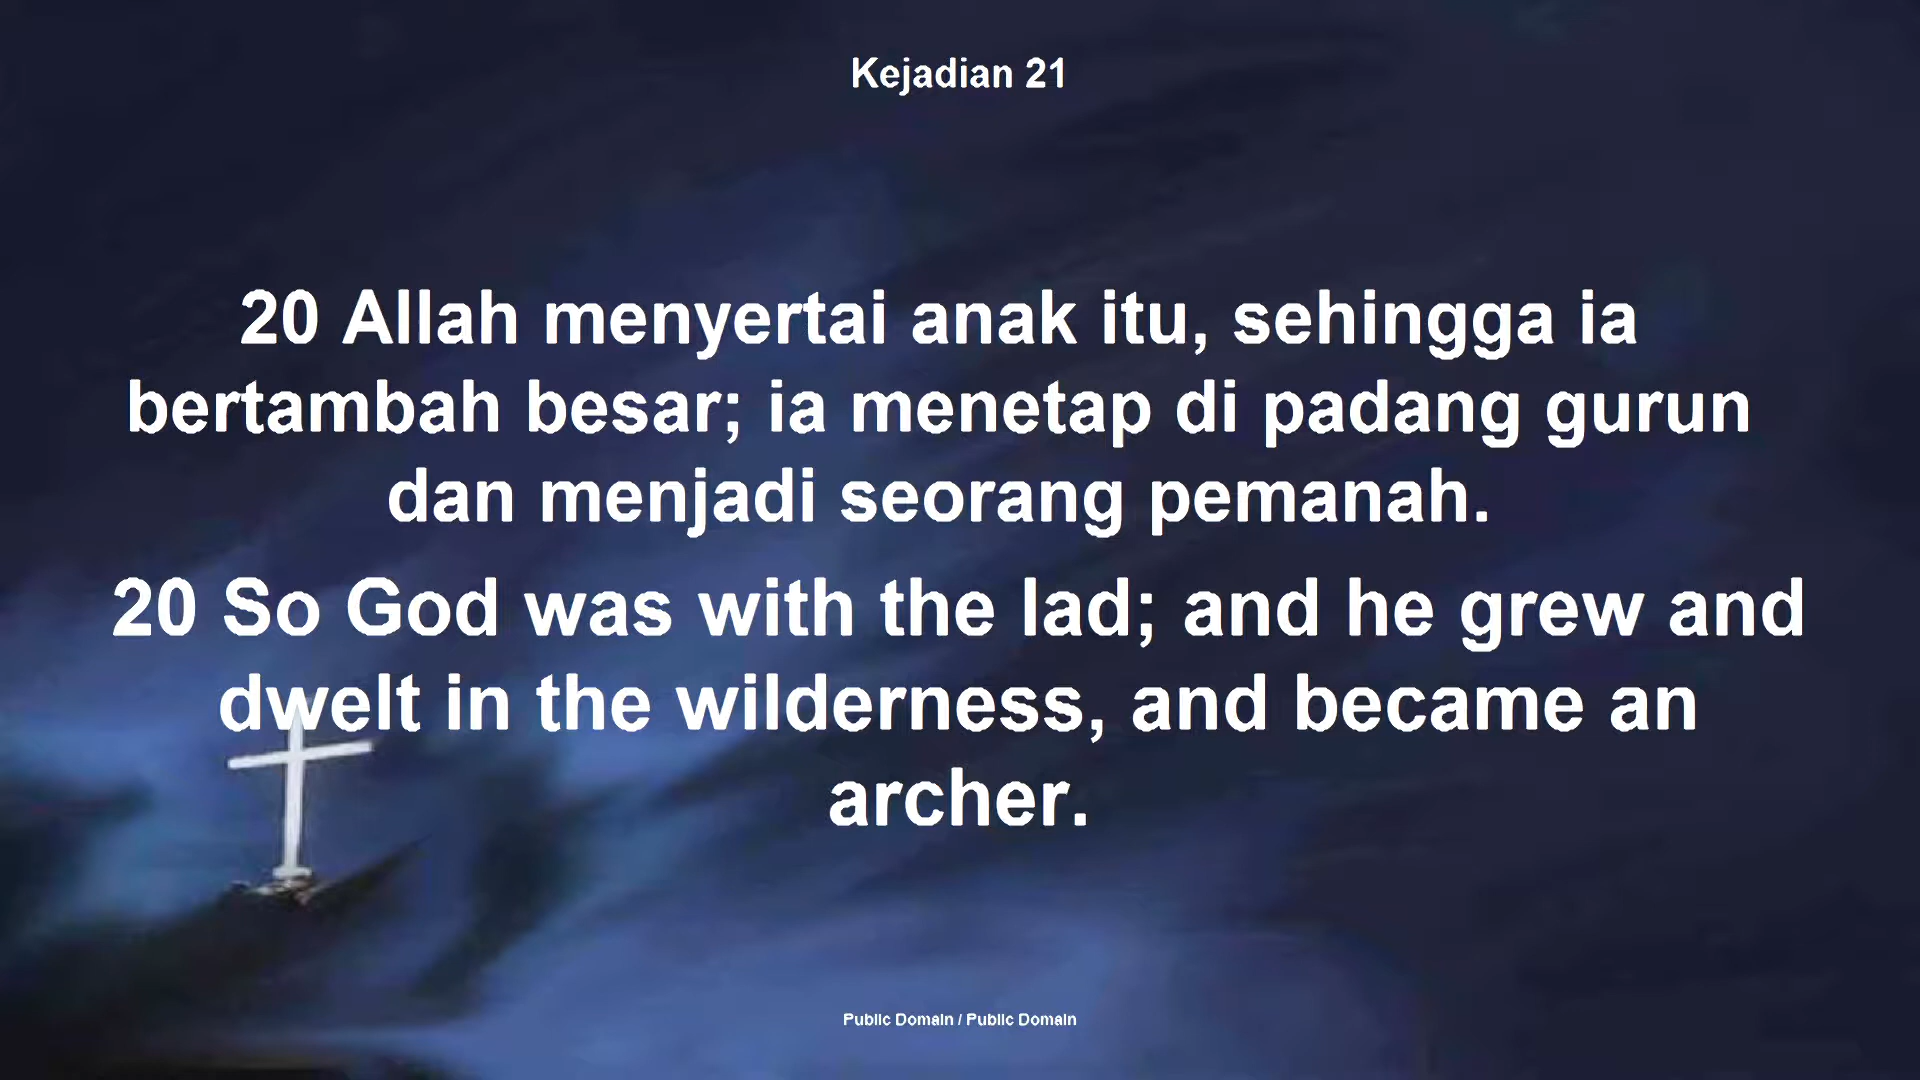 Kejadian 21
20 Allah menyertai anak itu, sehingga ia
bertambah besar; ia menetap di padang gurun
dan menjadi seorang pemanah.
20 So God was with the lad; and he grew and
dwelt in the wilderness, and became an
archer.
Public Domain / Public Domain